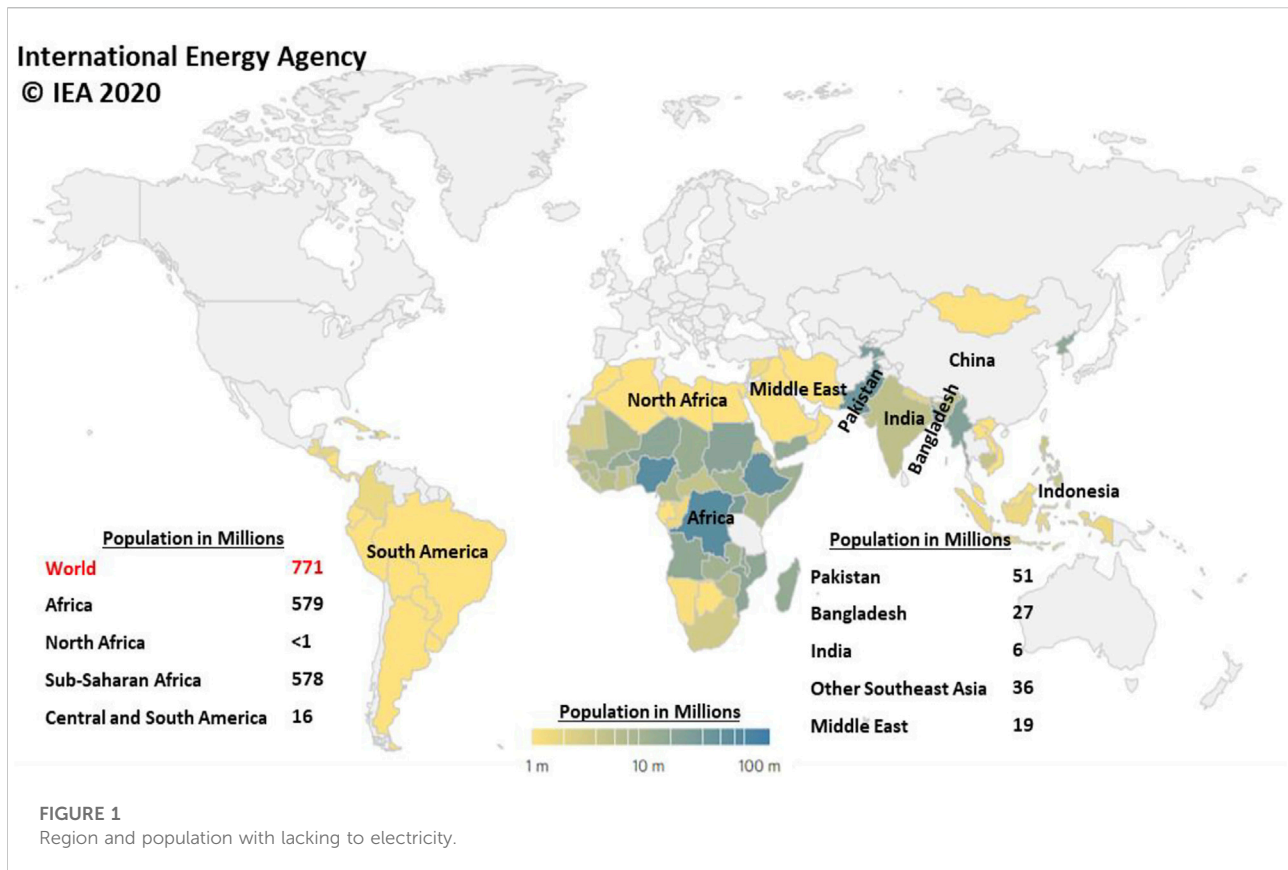 International Energy Agency
© IEA 2020
North Africa
Middle East
Pakistan
India
Bangladesh
China
Indonesia
Africa
South America
Population in Millions
World 771
Africa 579
North Africa <1
Sub-Saharan Africa 578
Central and South America 16
Population in Millions
Pakistan 51
Bangladesh 27
India 6
Other Southeast Asia 36
Middle East 19
Population in Millions
1 m 10 m 100 m
FIGURE 1
Region and population with lacking to electricity.